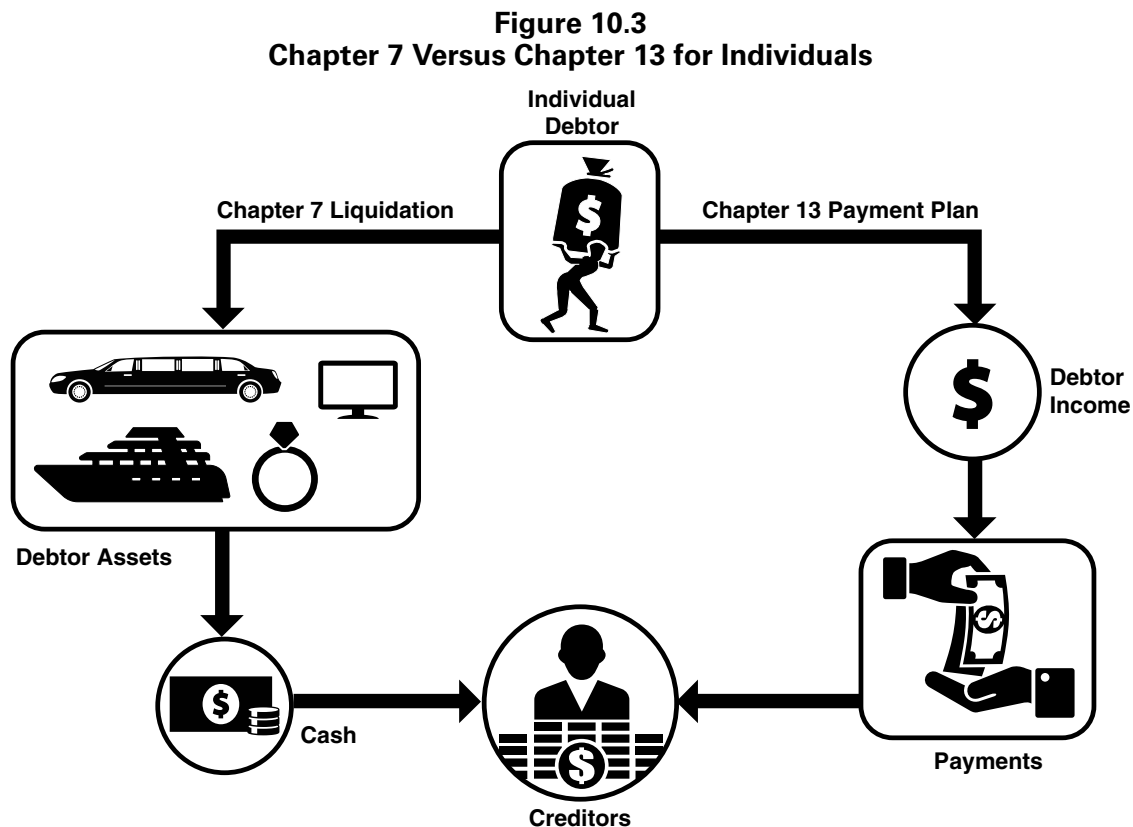 Figure 10.3
Chapter 7 Versus Chapter 13 for Individuals
Individual
Debtor
$
Chapter 7 Liquidation
Chapter 13 Payment Plan
$
Debtor
Income
Debtor Assets
$
$
Cash
$
Creditors
Payments